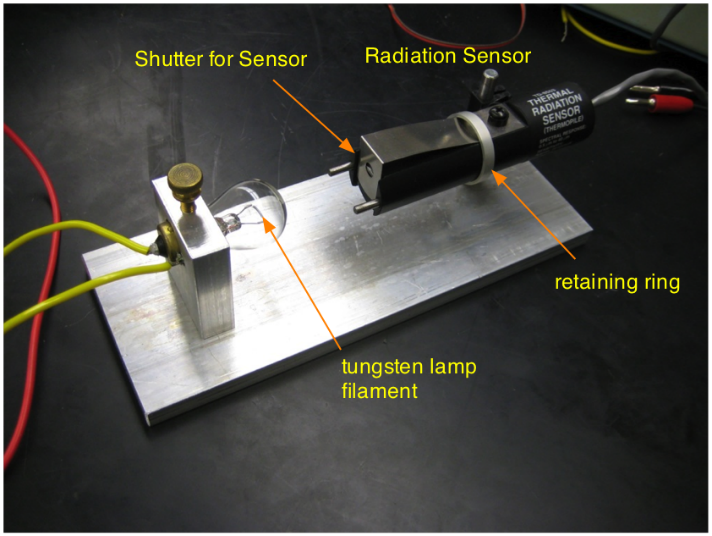 Shutter for Sensor
Radiation Sensor
THERMAL
RADIATION
SENSOR
(THERMOPILE)
retaining ring
tungsten lamp
filament